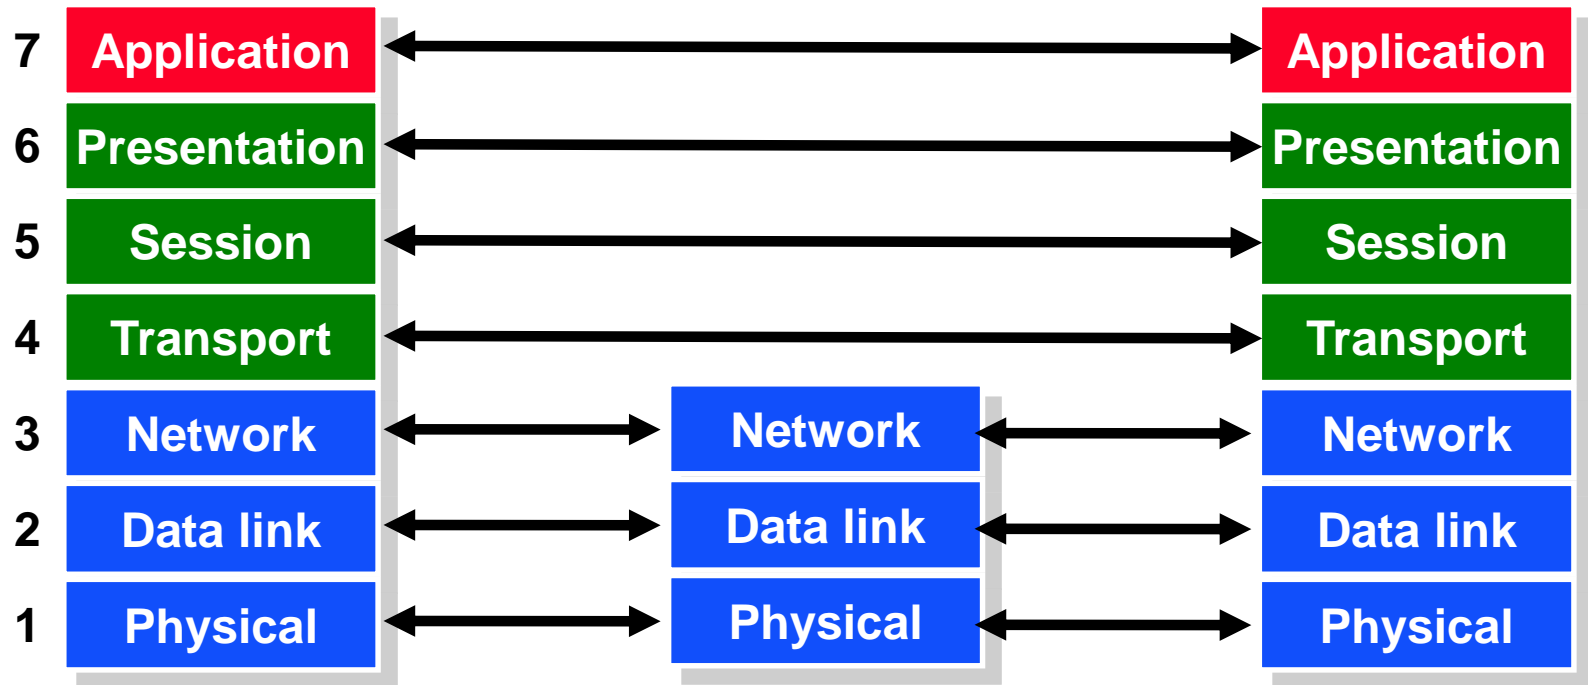 7 Application Application
6 Presentation Presentation
5 Session Session
4 Transport Transport
3 Network Network Network
2 Data link Data link Data link
1 Physical Physical Physical